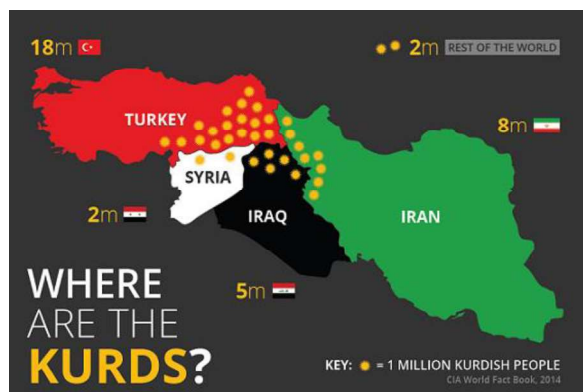 18m
2m REST OF THE WORLD
TURKEY
8m
SYRIA
2m
IRAQ
IRAN
5m
WHERE
ARE THE
KURDS?
KEY: = 1 MILLION KURDISH PEOPLE
CIA World Fact Book, 2014